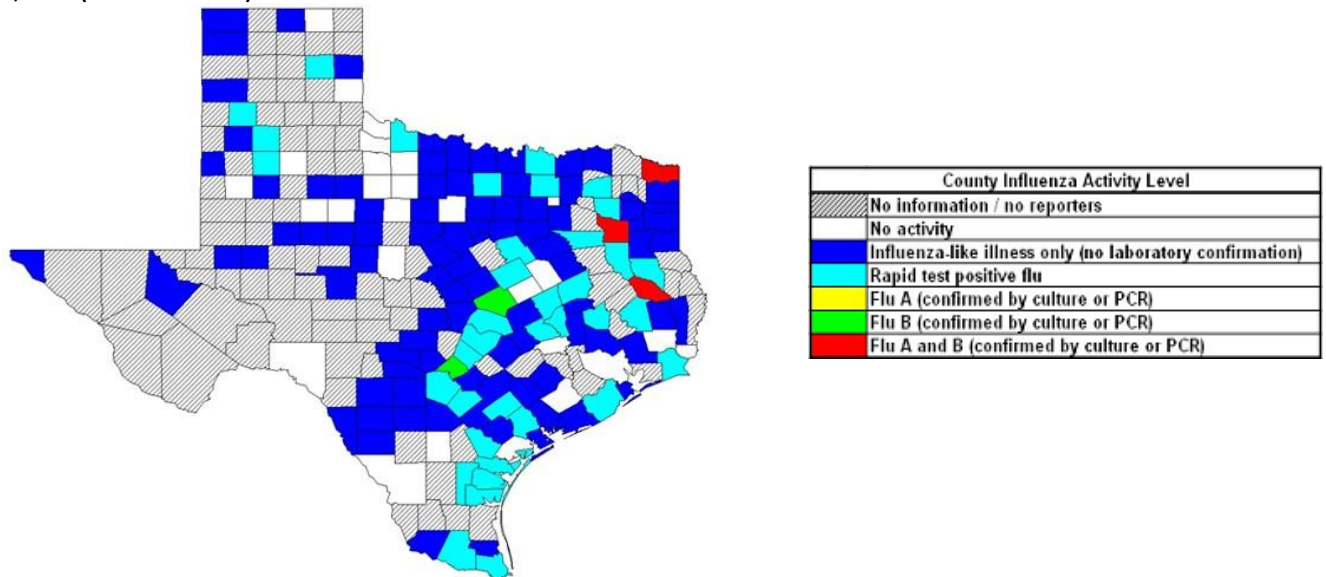 County Influenza Activity Level
No information / no reporters
No activity
Influenza-like illness only (no laboratory confirmation)
Rapid test positive flu
Flu A (confirmed by culture or PCR)
Flu B (confirmed by culture or PCR)
Flu A and B (confirmed by culture or PCR)